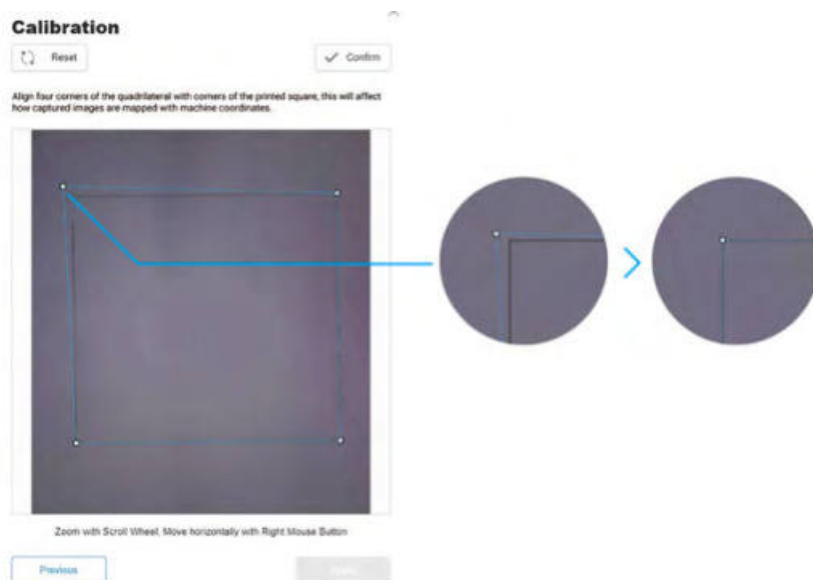 Calibration
Reset
Confirm
Align four corners of the quadrilateral with corners of the printed square, this will affect
how captured images are mapped with machine coordinates.
Zoom with Scroll Wheel, Move horizontally with Right Mouse Button
Previous